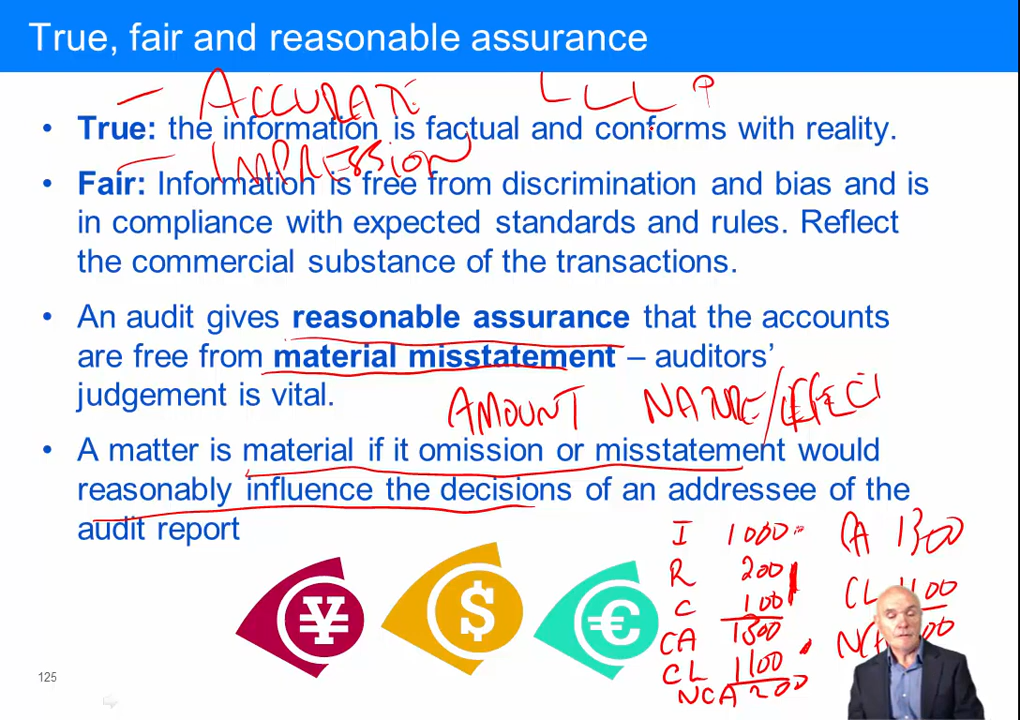 True, fair and reasonable assurance
– ACCURATE
• True: the information is factual and conforms with reality.
– IMPRESSION
• Fair: Information is free from discrimination and bias and is
in compliance with expected standards and rules. Reflect
the commercial substance of the transactions.
• An audit gives reasonable assurance that the accounts
are free from material misstatement – auditors'
judgement is vital.
AMOUNT NATURE/EFFECT
• A matter is material if it omission or misstatement would
reasonably influence the decisions of an addressee of the
audit report
I 1000 CA 1300
R 200
C 100 CL 1100
CA 1300
CL 1100
NCA 200
¥ $ €
125